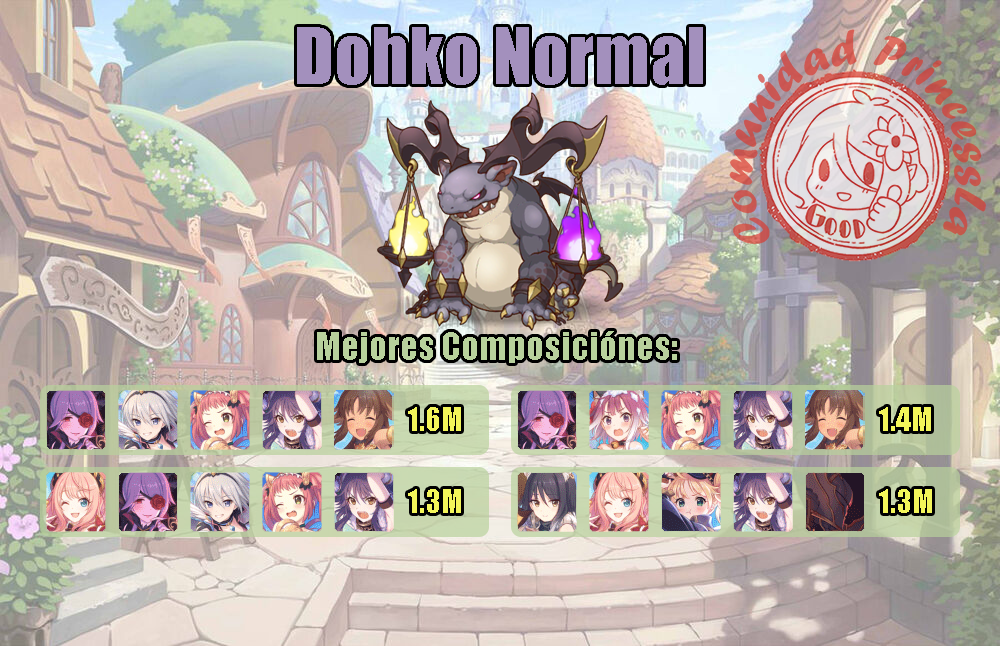 Dohko Normal
Comunidad Princessla
GOOD
Mejores Composiciónes:
1.6M
1.4M
1.3M
1.3M